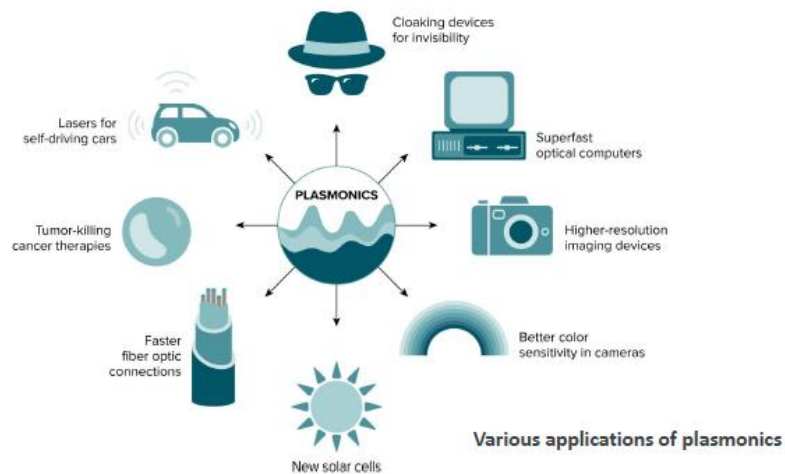 Cloaking devices
for invisibility
Lasers for
self-driving cars
Superfast
optical computers
PLASMONICS
Tumor-killing
cancer therapies
Higher-resolution
imaging devices
Faster
fiber optic
connections
Better color
sensitivity in cameras
New solar cells
Various applications of plasmonics